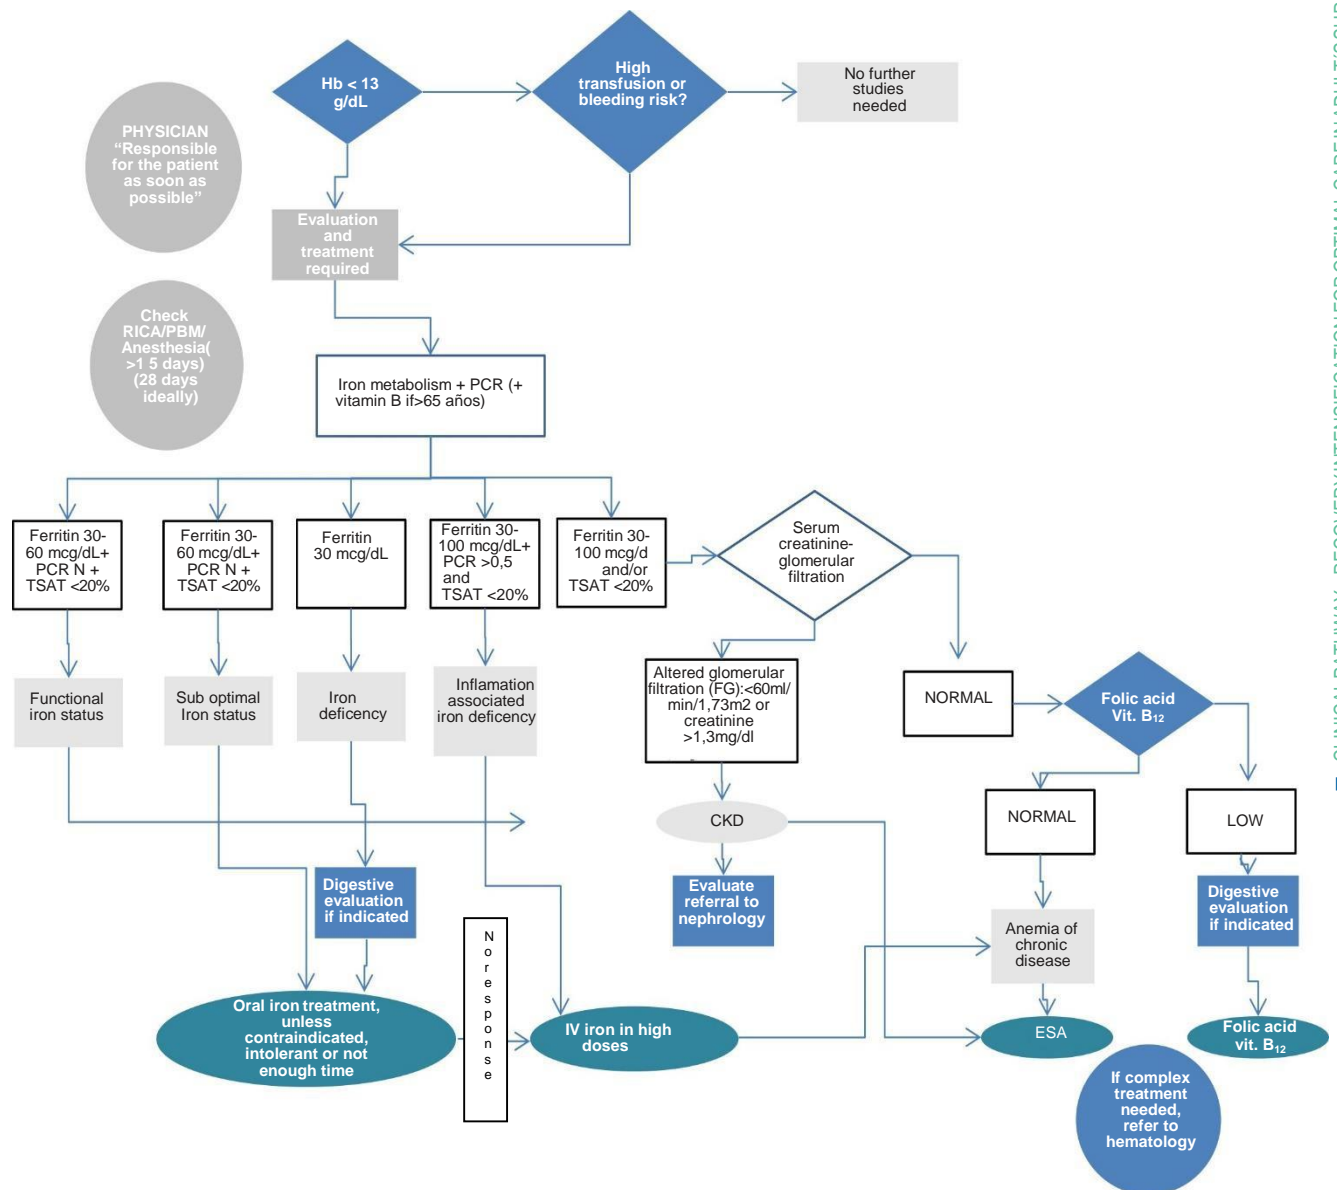 Hb < 13
g/dL
High
transfusion or
bleeding risk?
No further
studies
needed
PHYSICIAN
“Responsible
for the patient
as soon as
possible”
Evaluation
and
treatment
required
Check
RICA/PBM/
Anesthesia(
>1 5 days)
(28 days
ideally)
Iron metabolism + PCR (+
vitamin B if>65 años)
Ferritin 30-
60 mcg/dL+
PCR N +
TSAT <20%
Ferritin 30-
60 mcg/dL+
PCR N +
TSAT <20%
Ferritin
30 mcg/dL
Ferritin 30-
100 mcg/dL+
PCR >0,5
and
TSAT <20%
Ferritin 30-
100 mcg/d
and/or
TSAT <20%
Serum
creatinine-
glomerular
filtration
Functional
iron status
Sub optimal
Iron status
Iron
deficency
Inflamation
associated
iron deficency
Altered glomerular
filtration (FG):<60ml/
min/1,73m2 or
creatinine
>1,3mg/dl
NORMAL
Folic acid
Vit. B12
CKD
NORMAL
LOW
Digestive
evaluation
if indicated
Evaluate
referral to
nephrology
Digestive
evaluation
if indicated
No response
Anemia of
chronic
disease
Oral iron treatment,
unless
contraindicated,
intolerant or not
enough time
IV iron in high
doses
ESA
Folic acid
vit. B12
If complex
treatment
needed,
refer to
hematology